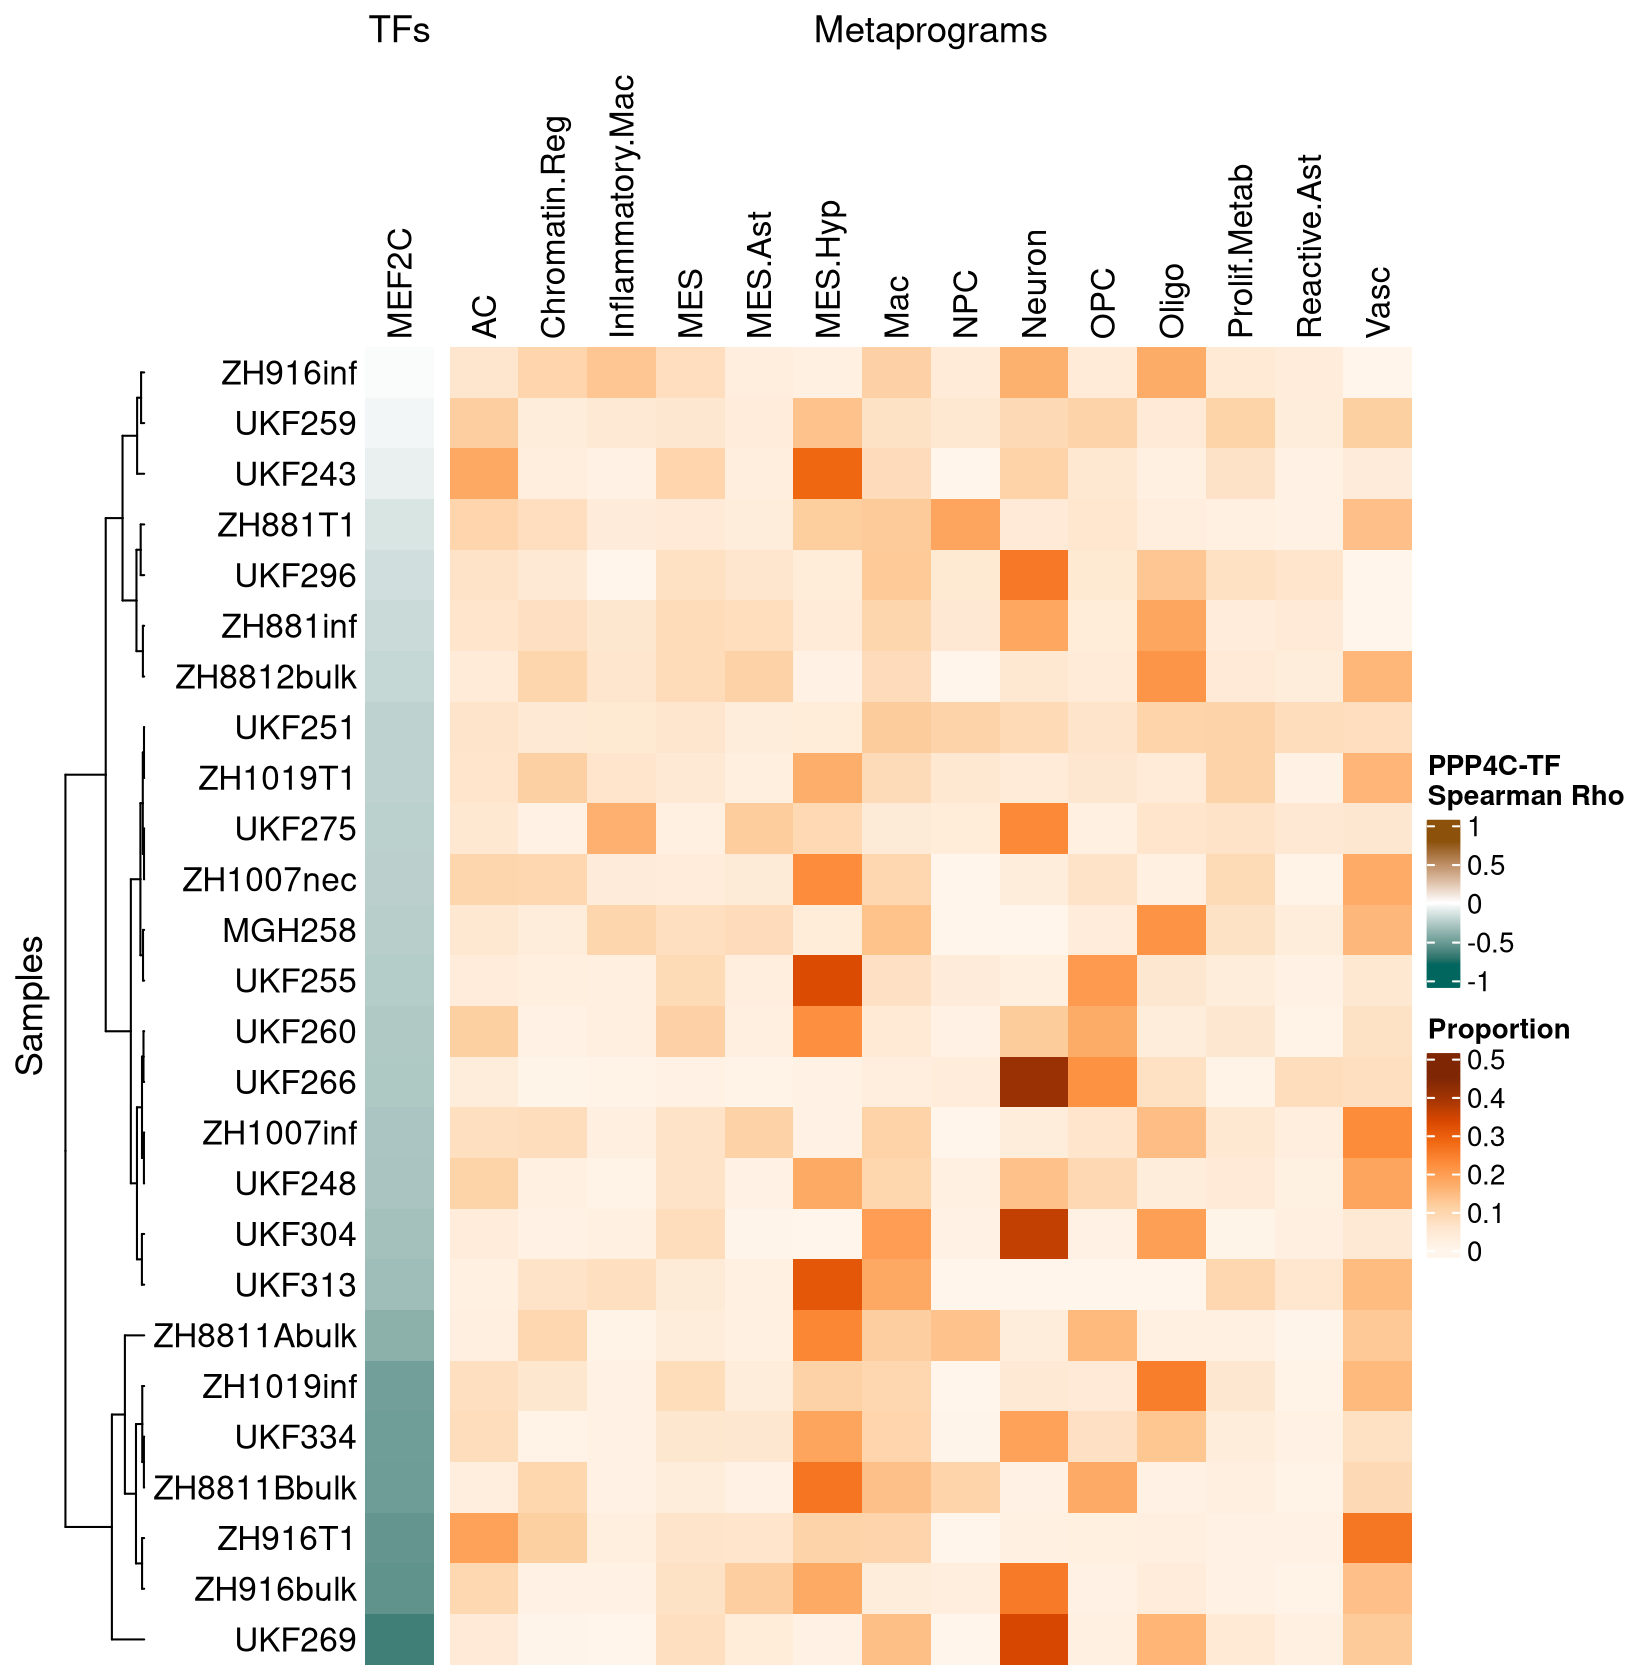 TFs
Metaprograms
MEF2C
AC
Chromatin.Reg
Inflammatory.Mac
MES
MES.Ast
MES.Hyp
Mac
NPC
Neuron
OPC
Oligo
Prolif.Metab
Reactive.Ast
Vasc
Samples
ZH916inf
UKF259
UKF243
ZH881T1
UKF296
ZH881inf
ZH8812bulk
UKF251
ZH1019T1
UKF275
ZH1007nec
MGH258
UKF255
UKF260
UKF266
ZH1007inf
UKF248
UKF304
UKF313
ZH8811Abulk
ZH1019inf
UKF334
ZH8811Bbulk
ZH916T1
ZH916bulk
UKF269
PPP4C-TF
Spearman Rho
1
0.5
0
-0.5
-1
Proportion
0.5
0.4
0.3
0.2
0.1
0